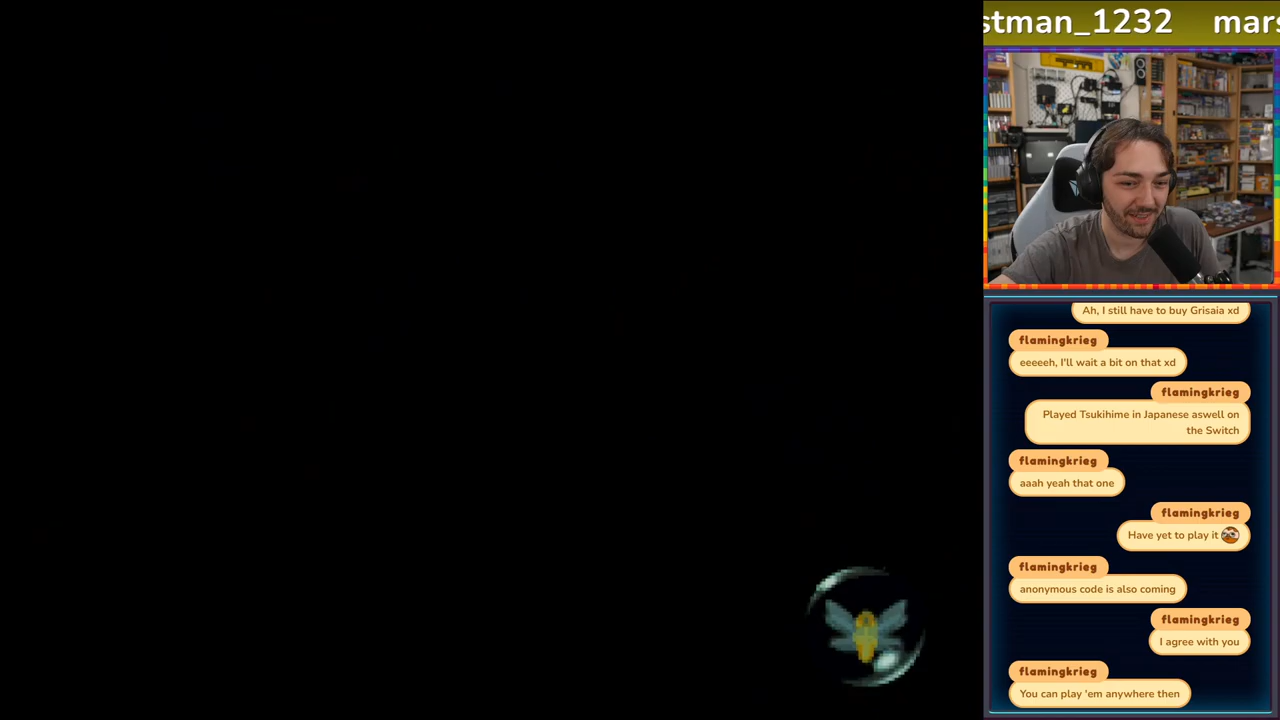 stman_1232 mars
Ah, I still have to buy Grisaia xd
flamingkrieg
eeeeeh, I'll wait a bit on that xd
flamingkrieg
Played Tsukihime in Japanese aswell on
the Switch
flamingkrieg
aaah yeah that one
flamingkrieg
Have yet to play it
flamingkrieg
anonymous code is also coming
flamingkrieg
I agree with you
flamingkrieg
You can play 'em anywhere then